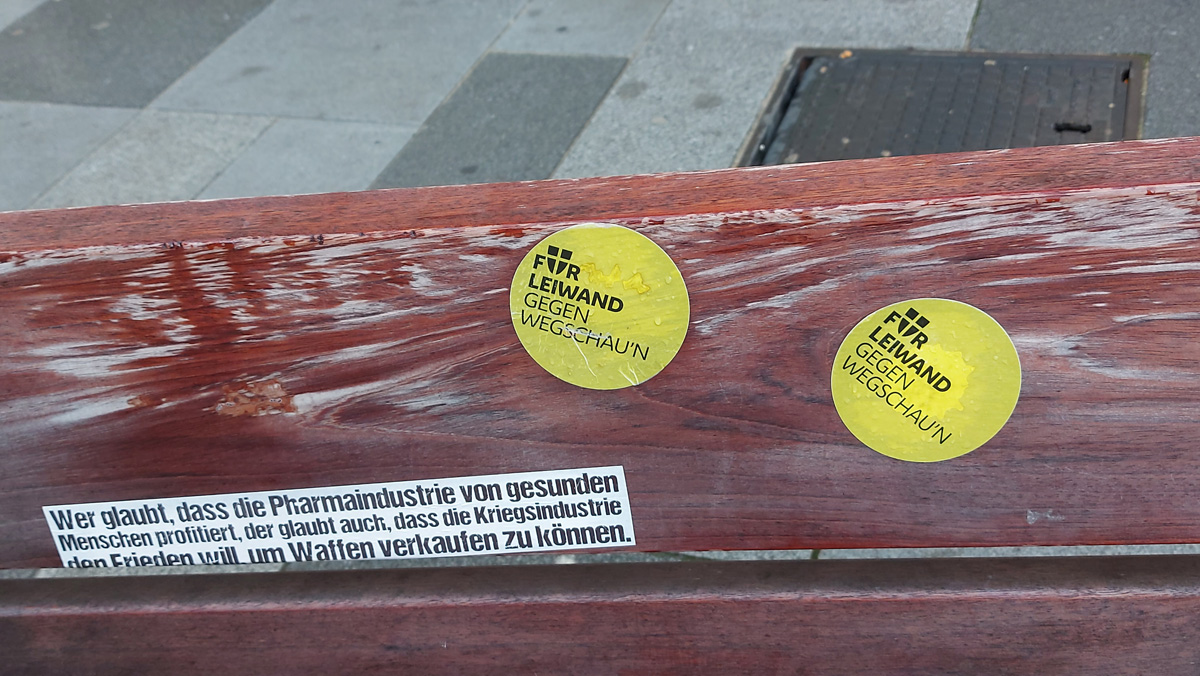 FÜR
LEIWAND
GEGEN
WEGSCHAU'N
FÜR
LEIWAND
GEGEN
WEGSCHAU'N
Wer glaubt, dass die Pharmaindustrie von gesunden
Menschen profitiert, der glaubt auch, dass die Kriegsindustrie
den Frieden will, um Waffen verkaufen zu können.